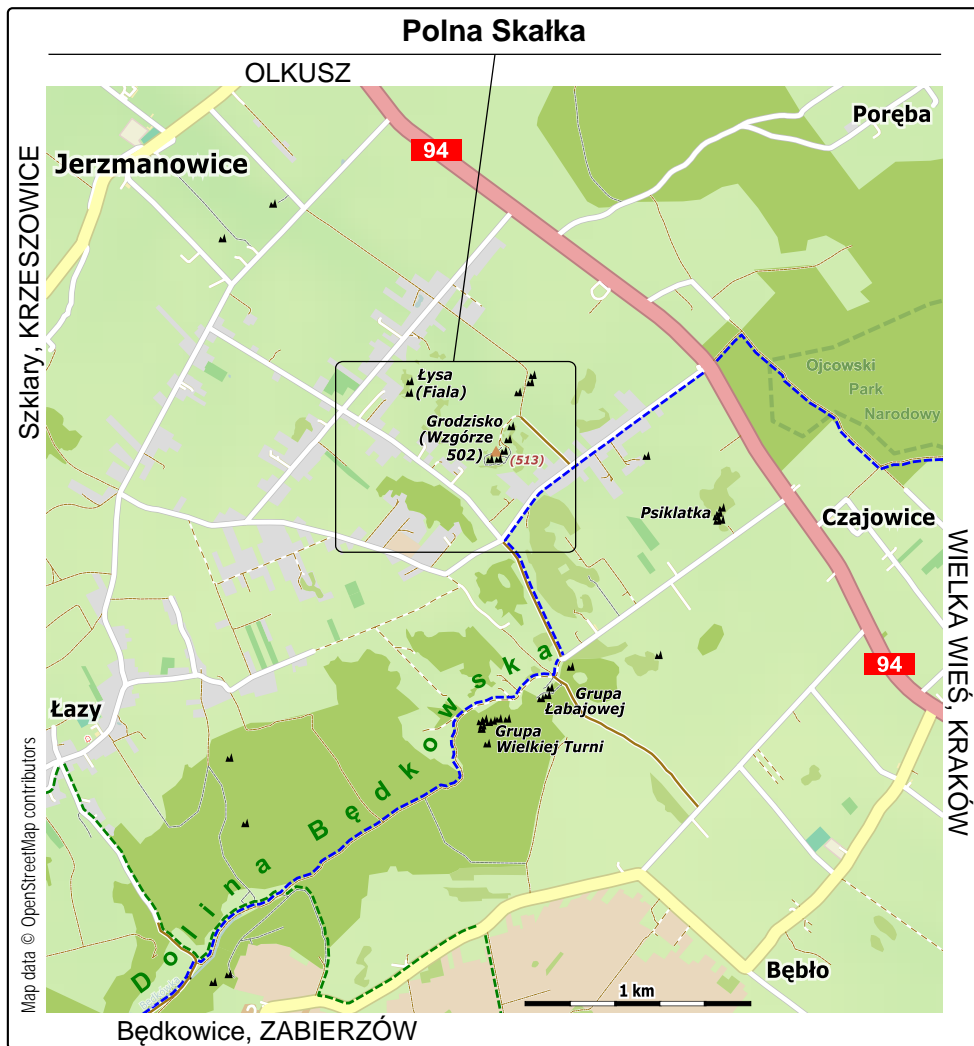 Polna Skałka
OLKUSZ
Poręba
94
Jerzmanowice
Szklary, KRZESZOWICE
Ojcowski
Park
Narodowy
Łysa
(Fiala)
Grodzisko
(Wzgórze
502)
(513)
Psiklatka
Czajowice
WIELKA WIEŚ, KRAKÓW
94
Grupa
Łabajowej
Grupa
Wielkiej Turni
Łazy
Dolina Będkowska
Map data © OpenStreetMap contributors
Bębło
1 km
Będkowice, ZABIERZÓW